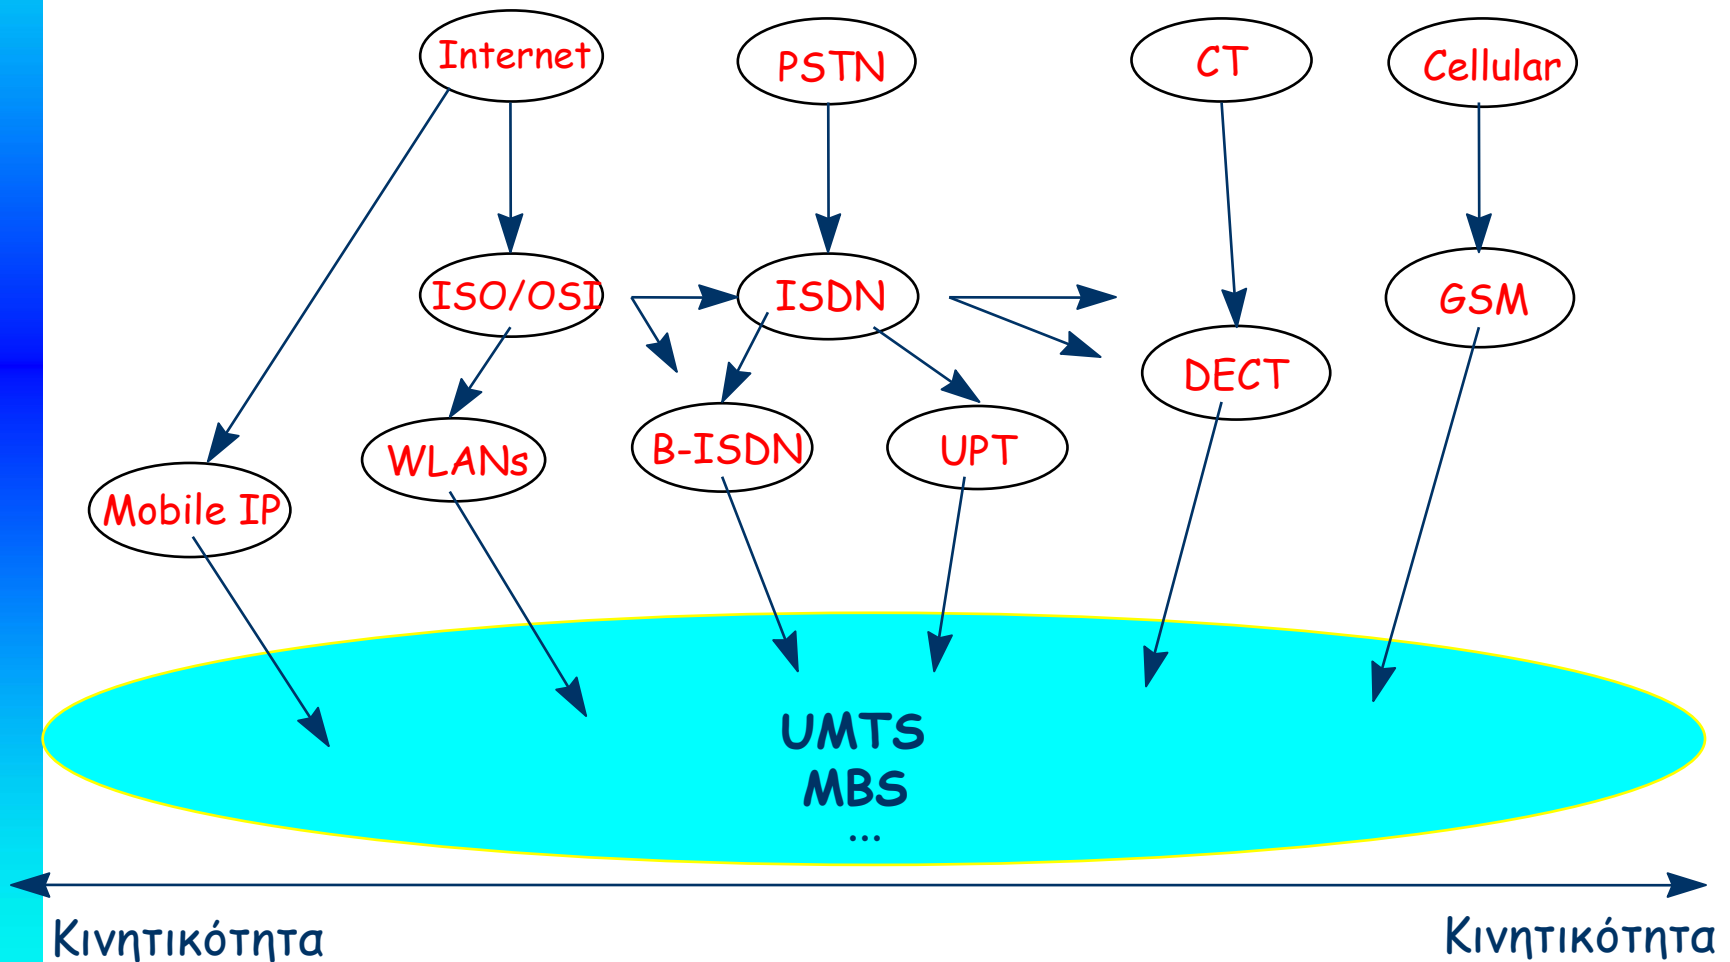 Internet
PSTN
CT
Cellular
ISO/OSI
ISDN
GSM
DECT
WLANs
B-ISDN
UPT
Mobile IP
UMTS
MBS
...
Κινητικότητα
Κινητικότητα